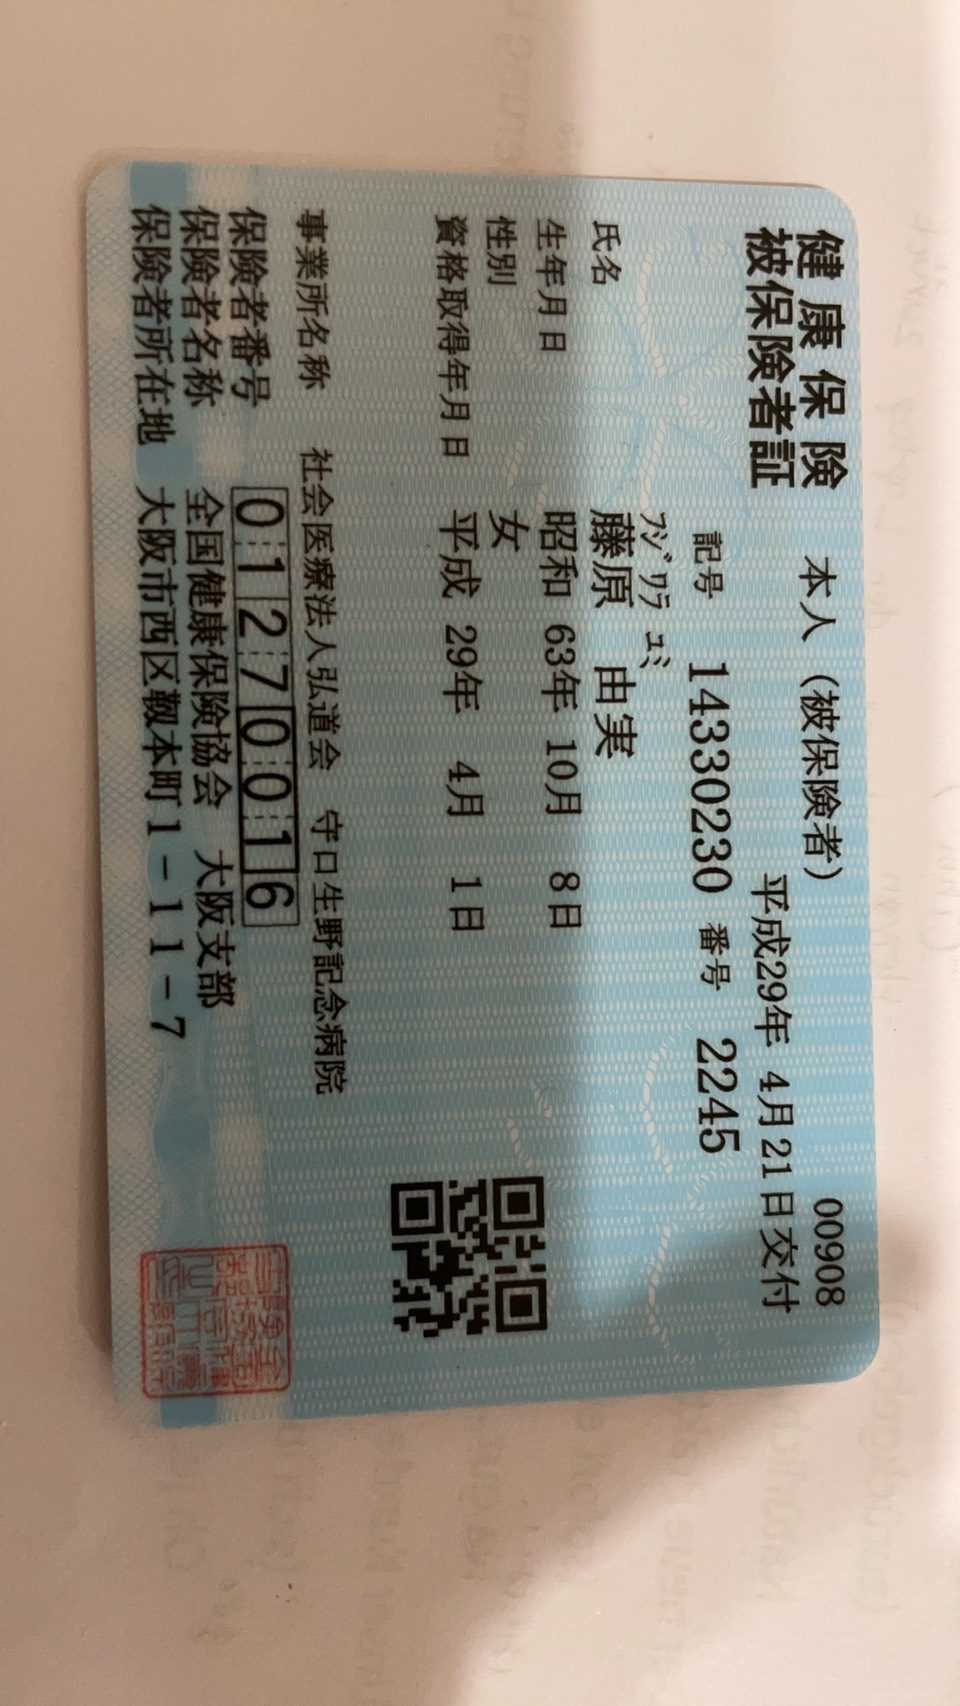 健康保険 本人（被保険者） 00908
被保険者証 平成29年 4月21日交付
記号 14330230 番号 2245
ﾌｼﾞﾜﾗ ﾕﾐ
氏名 藤原 由実
生年月日 昭和 63年 10月 8日
性別 女
資格取得年月日 平成 29年 4月 1日
事業所名称 社会医療法人弘道会 守口生野記念病院
保険者番号 01270016
保険者名称 全国健康保険協会 大阪支部
保険者所在地 大阪市西区靱本町1-11-7